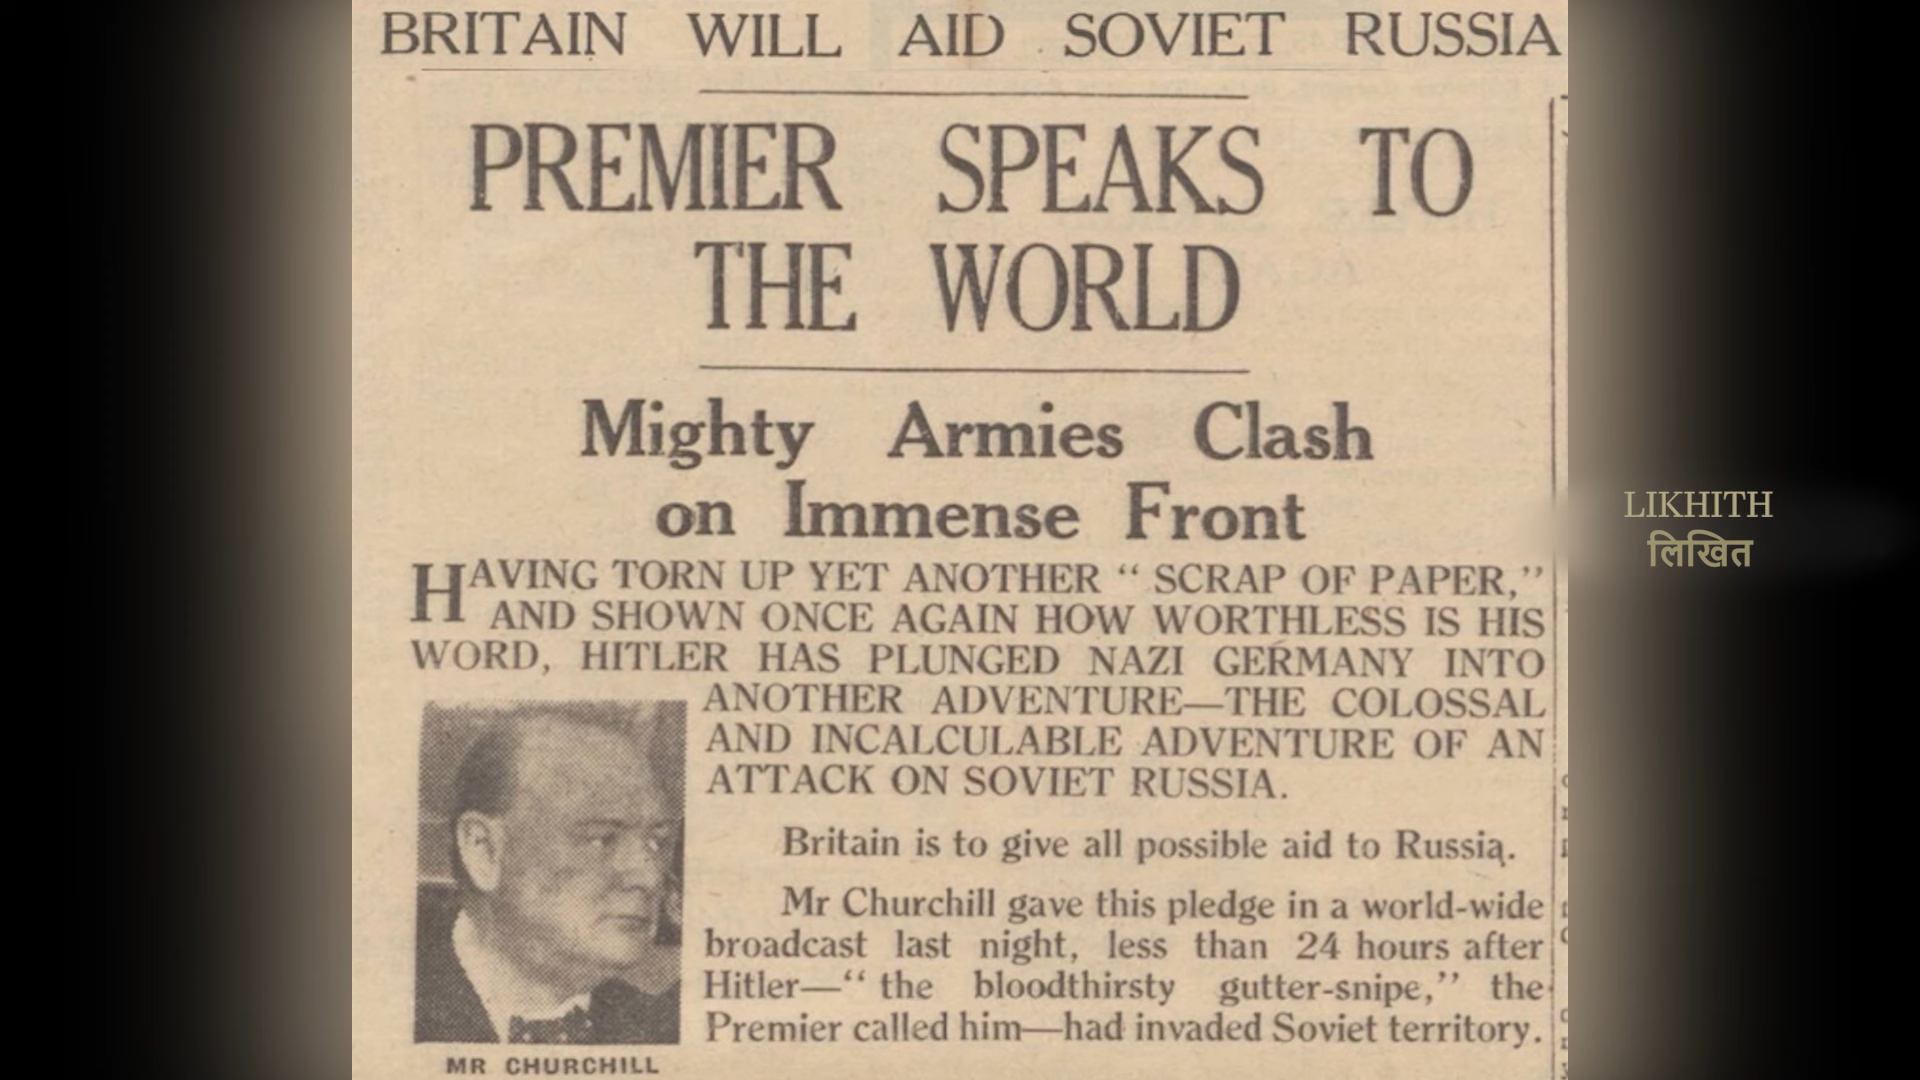 BRITAIN WILL AID SOVIET RUSSIA
PREMIER SPEAKS TO
THE WORLD
Mighty Armies Clash
on Immense Front
HAVING TORN UP YET ANOTHER “ SCRAP OF PAPER,”
AND SHOWN ONCE AGAIN HOW WORTHLESS IS HIS
WORD, HITLER HAS PLUNGED NAZI GERMANY INTO
ANOTHER ADVENTURE—THE COLOSSAL
AND INCALCULABLE ADVENTURE OF AN
ATTACK ON SOVIET RUSSIA.
Britain is to give all possible aid to Russia.
Mr Churchill gave this pledge in a world-wide
broadcast last night, less than 24 hours after
Hitler—“ the bloodthirsty gutter-snipe,” the
Premier called him—had invaded Soviet territory.
MR CHURCHILL
LIKHITH
लिखित